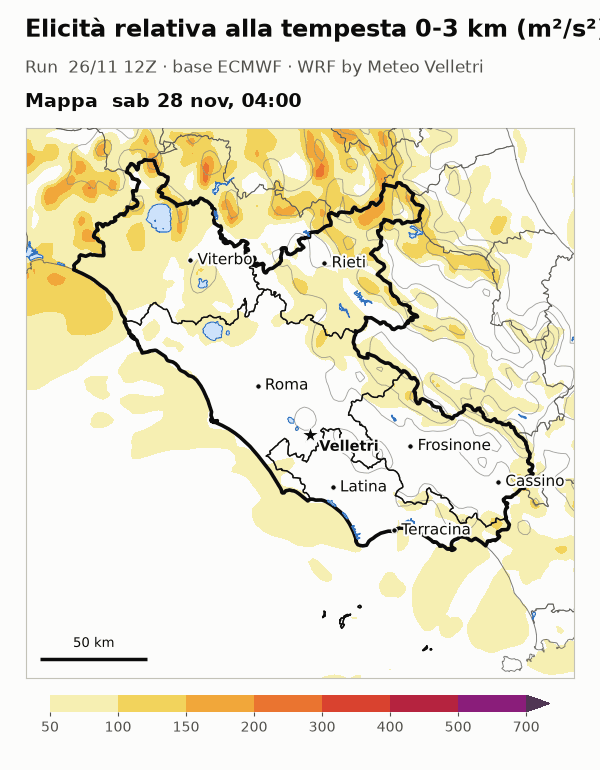 Elicità relativa alla tempesta 0-3 km (m²/s²)
Run  26/11 12Z · base ECMWF · WRF by Meteo Velletri
Mappa  sab 28 nov, 04:00
Viterbo
Rieti
Roma
Velletri
Frosinone
Cassino
Latina
Terracina
50 km
50 100 150 200 300 400 500 700